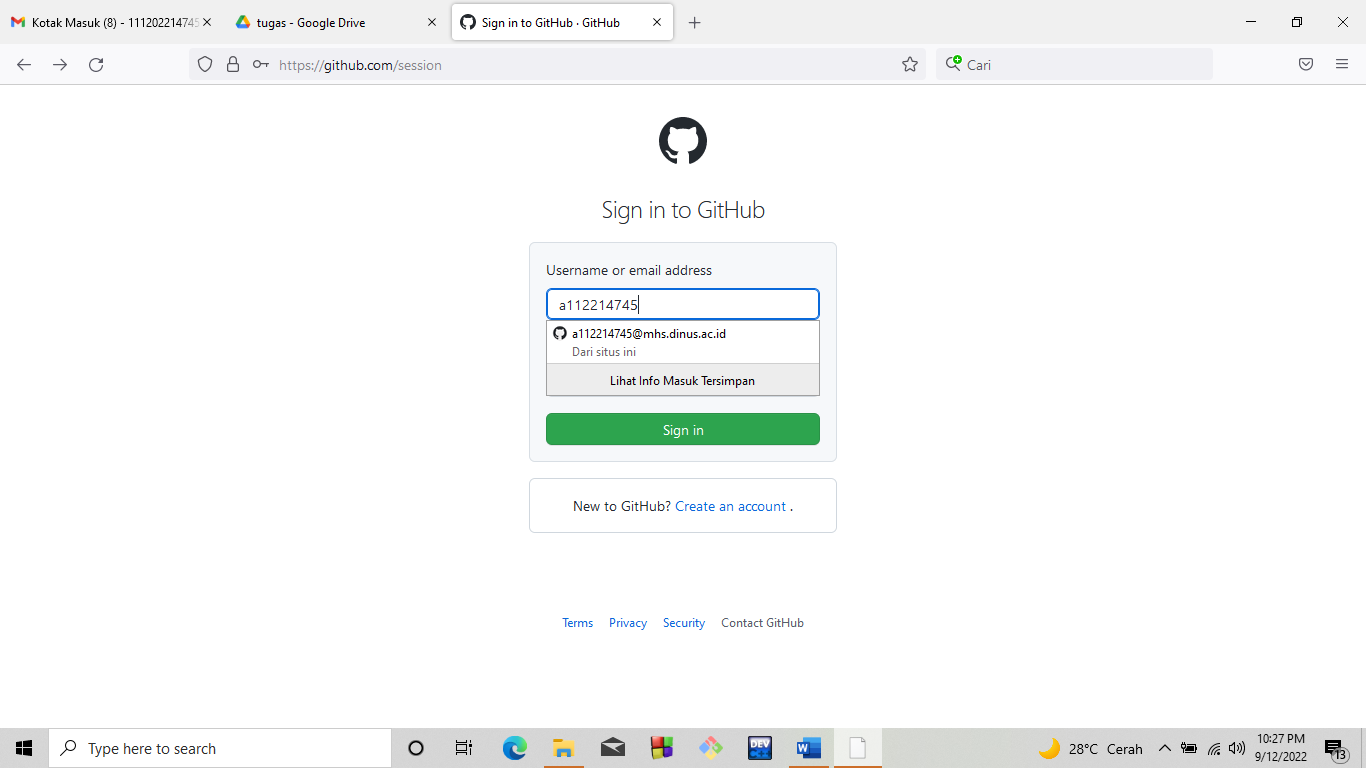 Kotak Masuk (8) - 111202214745
tugas - Google Drive
Sign in to GitHub · GitHub
https://github.com/session
Cari
Sign in to GitHub
Username or email address
a112214745
a112214745@mhs.dinus.ac.id
Dari situs ini
Lihat Info Masuk Tersimpan
Sign in
New to GitHub? Create an account .
Terms Privacy Security Contact GitHub
Type here to search
DEV
W
28°C Cerah
10:27 PM
9/12/2022
13